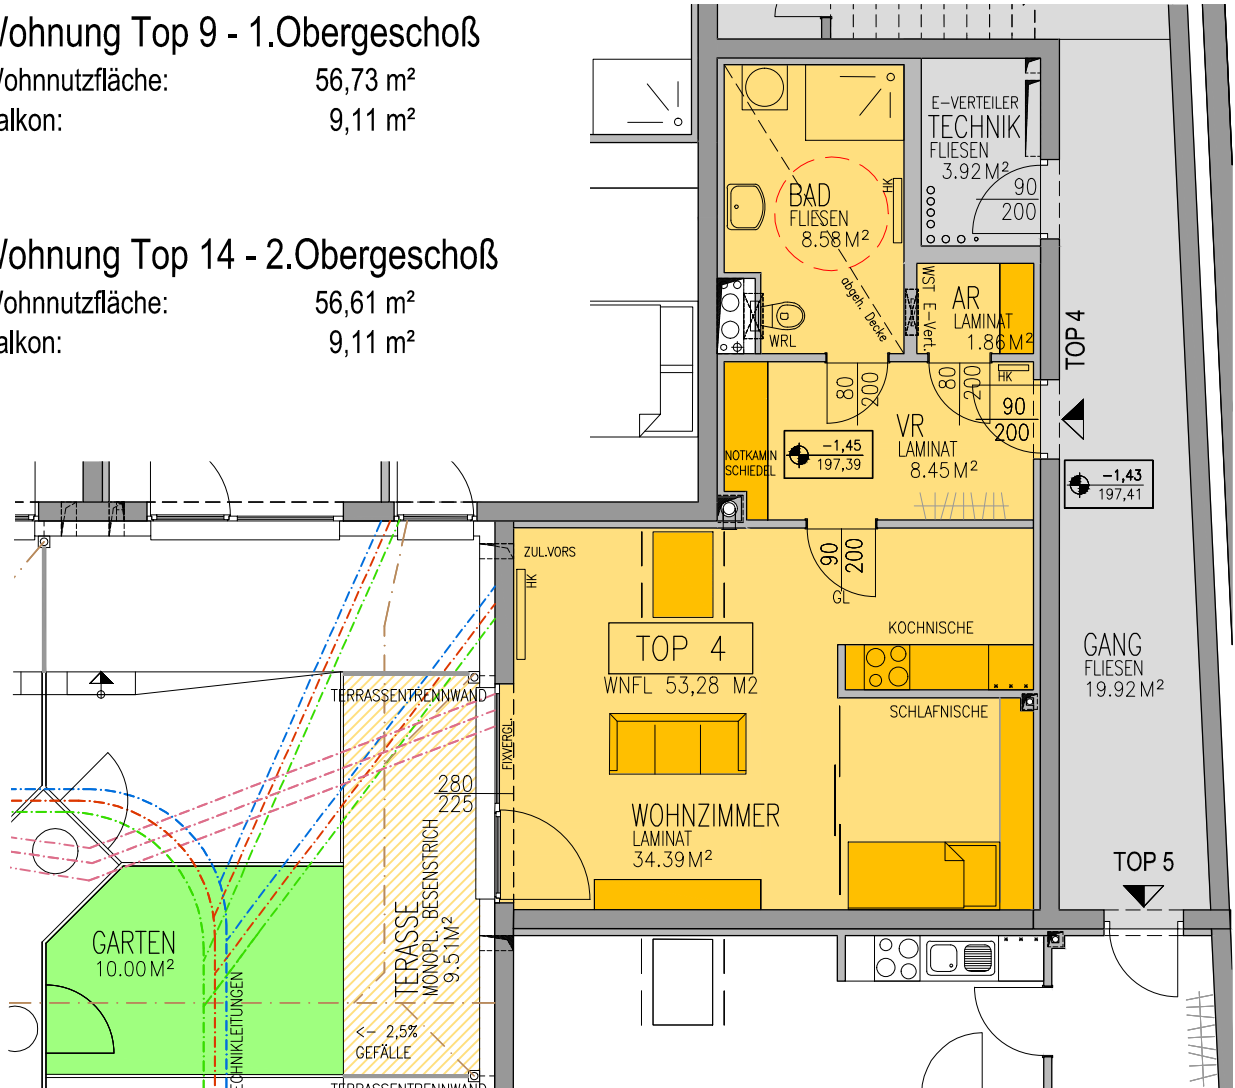 Wohnung Top 9 - 1.Obergeschoß
Wohnnutzfläche: 56,73 m²
alkon: 9,11 m²
Wohnung Top 14 - 2.Obergeschoß
Wohnnutzfläche: 56,61 m²
alkon: 9,11 m²
E-VERTEILER
TECHNIK
FLIESEN
3.92 M²
90
200
BAD
FLIESEN
8.58 M²
HK
abgeh. Decke
WRL
WST E-Vert.
AR
LAMINAT
1.86 M²
TOP 4
80
200
80
200
HK
90
200
VR
LAMINAT
8.45 M²
NOTKAMIN
SCHIEDEL
-1,45
197,39
-1,43
197,41
ZUL.VORS
HK
90
200
GL
KOCHNISCHE
TOP 4
WNFL 53,28 M2
GANG
FLIESEN
19.92 M²
SCHLAFNISCHE
TERRASSENTRENNWAND
FIXVERGL
280
225
WOHNZIMMER
LAMINAT
34.39 M²
TOP 5
TERASSE
MONOPL. BESENSTRICH
9.51 M²
GARTEN
10.00 M²
ECHNIKLEITUNGEN
<- 2,5%
GEFÄLLE
TERRASSENTRENNWAND